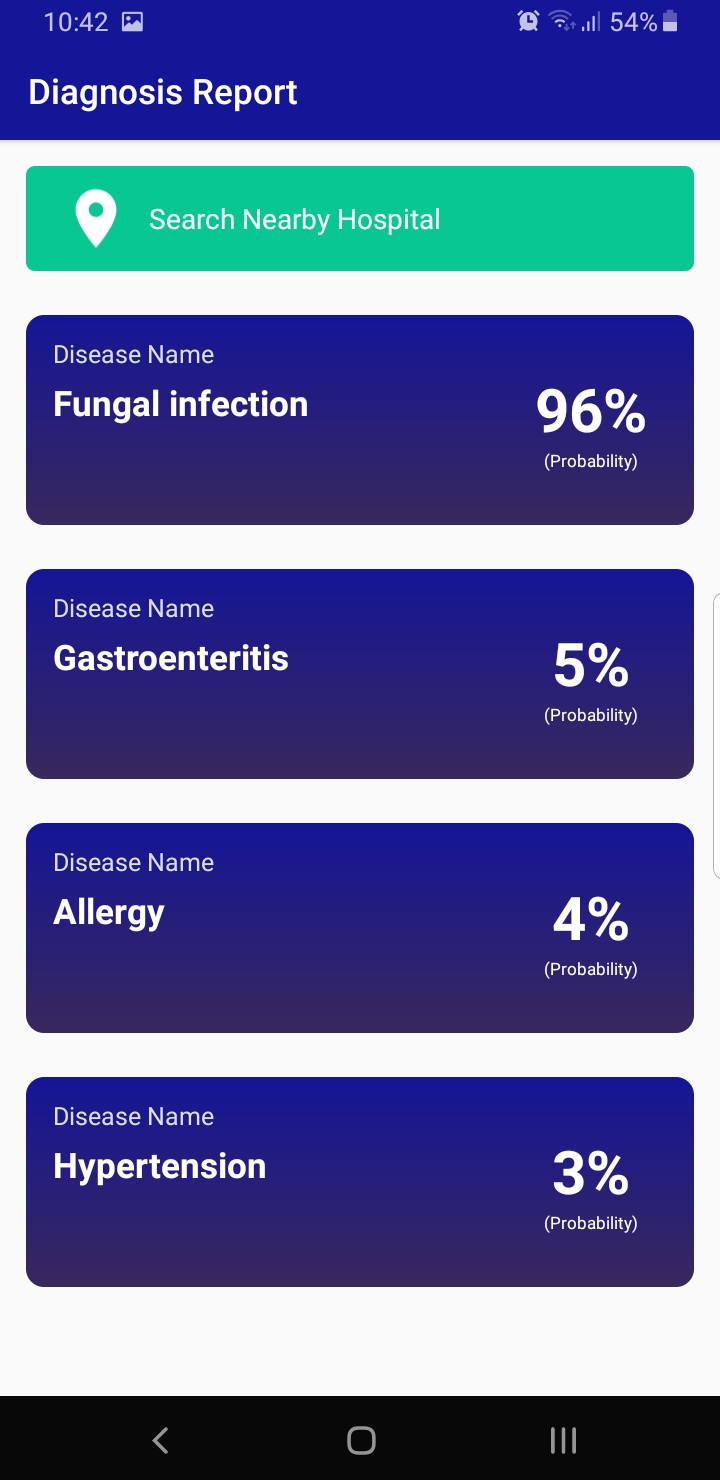 10:42 54%
Diagnosis Report
Search Nearby Hospital
Disease Name
Fungal infection
96%
(Probability)
Disease Name
Gastroenteritis
5%
(Probability)
Disease Name
Allergy
4%
(Probability)
Disease Name
Hypertension
3%
(Probability)